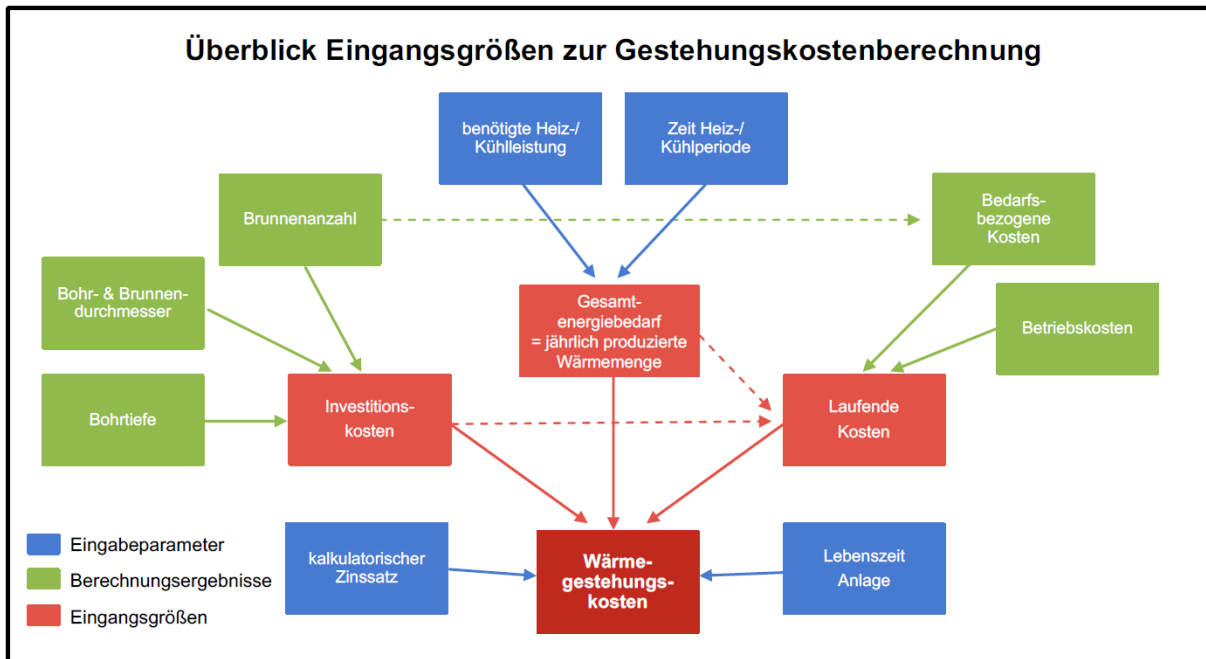 Überblick Eingangsgrößen zur Gestehungskostenberechnung
benötigte Heiz-/
Kühlleistung
Zeit Heiz-/
Kühlperiode
Brunnenanzahl
Bedarfs-
bezogene
Kosten
Bohr- & Brunnen-
durchmesser
Gesamt-
energiebedarf
= jährlich produzierte
Wärmemenge
Betriebskosten
Bohrtiefe
Investitions-
kosten
Laufende
Kosten
Eingabeparameter
Berechnungsergebnisse
Eingangsgrößen
kalkulatorischer
Zinssatz
Wärme-
gestehungs-
kosten
Lebenszeit
Anlage